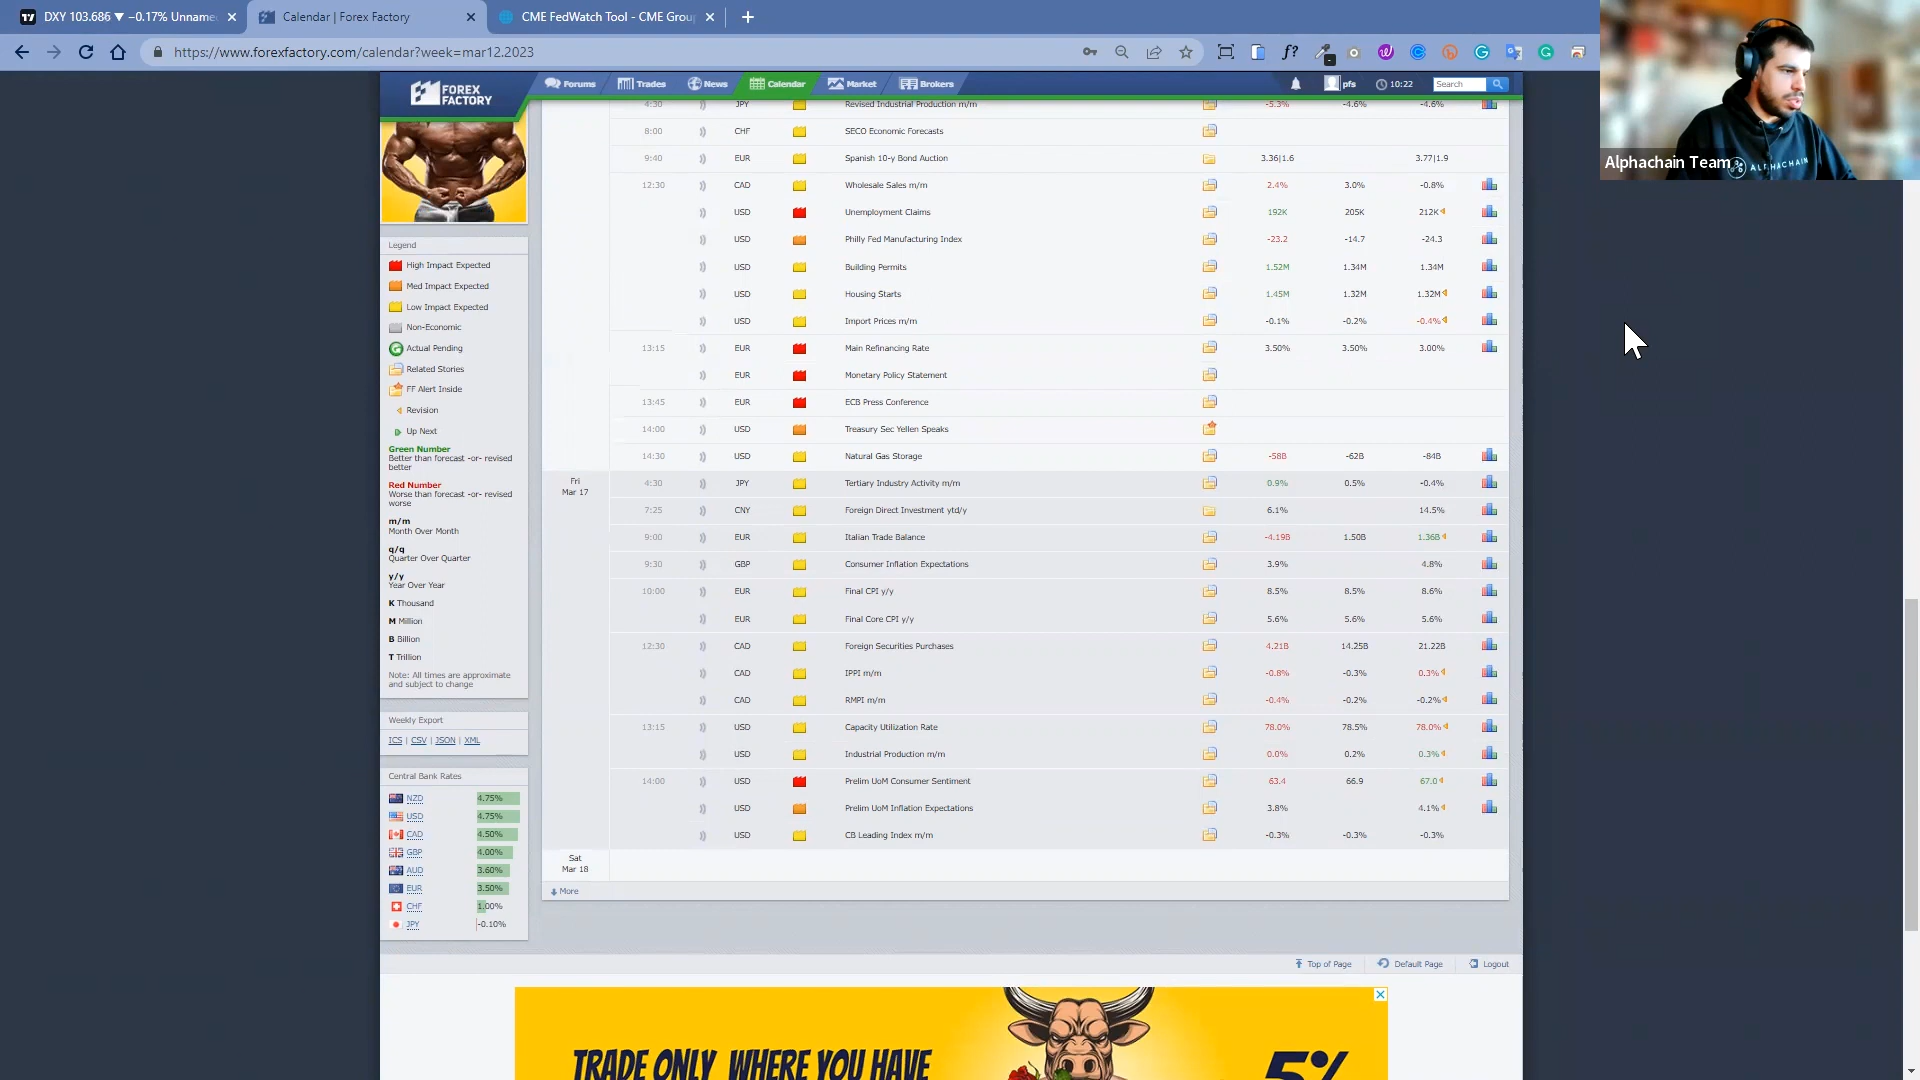 DXY 103.686 ▼ −0.17% Unname
Calendar | Forex Factory
CME FedWatch Tool - CME Grou
https://www.forexfactory.com/calendar?week=mar12.2023
FOREX
FACTORY
Forums
Trades
News
Calendar
Market
Brokers
pfs
10:22
Search
Alphachain Team
ALPHACHAIN
4:30 JPY Revised Industrial Production m/m -5.3% -4.6% -4.6%
8:00 CHF SECO Economic Forecasts
9:40 EUR Spanish 10-y Bond Auction 3.36|1.6 3.77|1.9
12:30 CAD Wholesale Sales m/m 2.4% 3.0% -0.8%
USD Unemployment Claims 192K 205K 212K
USD Philly Fed Manufacturing Index -23.2 -14.7 -24.3
USD Building Permits 1.52M 1.34M 1.34M
USD Housing Starts 1.45M 1.32M 1.32M
USD Import Prices m/m -0.1% -0.2% -0.4%
13:15 EUR Main Refinancing Rate 3.50% 3.50% 3.00%
EUR Monetary Policy Statement
13:45 EUR ECB Press Conference
14:00 USD Treasury Sec Yellen Speaks
14:30 USD Natural Gas Storage -58B -62B -84B
Fri
Mar 17
4:30 JPY Tertiary Industry Activity m/m 0.9% 0.5% -0.4%
7:25 CNY Foreign Direct Investment ytd/y 6.1% 14.5%
9:00 EUR Italian Trade Balance -4.19B 1.50B 1.36B
9:30 GBP Consumer Inflation Expectations 3.9% 4.8%
10:00 EUR Final CPI y/y 8.5% 8.5% 8.6%
EUR Final Core CPI y/y 5.6% 5.6% 5.6%
12:30 CAD Foreign Securities Purchases 4.21B 14.25B 21.22B
CAD IPPI m/m -0.8% -0.3% 0.3%
CAD RMPI m/m -0.4% -0.2% -0.2%
13:15 USD Capacity Utilization Rate 78.0% 78.5% 78.0%
USD Industrial Production m/m 0.0% 0.2% 0.3%
14:00 USD Prelim UoM Consumer Sentiment 63.4 66.9 67.0
USD Prelim UoM Inflation Expectations 3.8% 4.1%
USD CB Leading Index m/m -0.3% -0.3% -0.3%
Sat
Mar 18
More
Legend
High Impact Expected
Med Impact Expected
Low Impact Expected
Non-Economic
Actual Pending
Related Stories
FF Alert Inside
Revision
Up Next
Green Number
Better than forecast -or- revised
better
Red Number
Worse than forecast -or- revised
worse
m/m
Month Over Month
q/q
Quarter Over Quarter
y/y
Year Over Year
K Thousand
M Million
B Billion
T Trillion
Note: All times are approximate
and subject to change
Weekly Export
ICS | CSV | JSON | XML
Central Bank Rates
NZD 4.75%
USD 4.75%
CAD 4.50%
GBP 4.00%
AUD 3.60%
EUR 3.50%
CHF 1.00%
JPY -0.10%
Top of Page
Default Page
Logout
TRADE ONLY WHERE YOU HAVE
5%